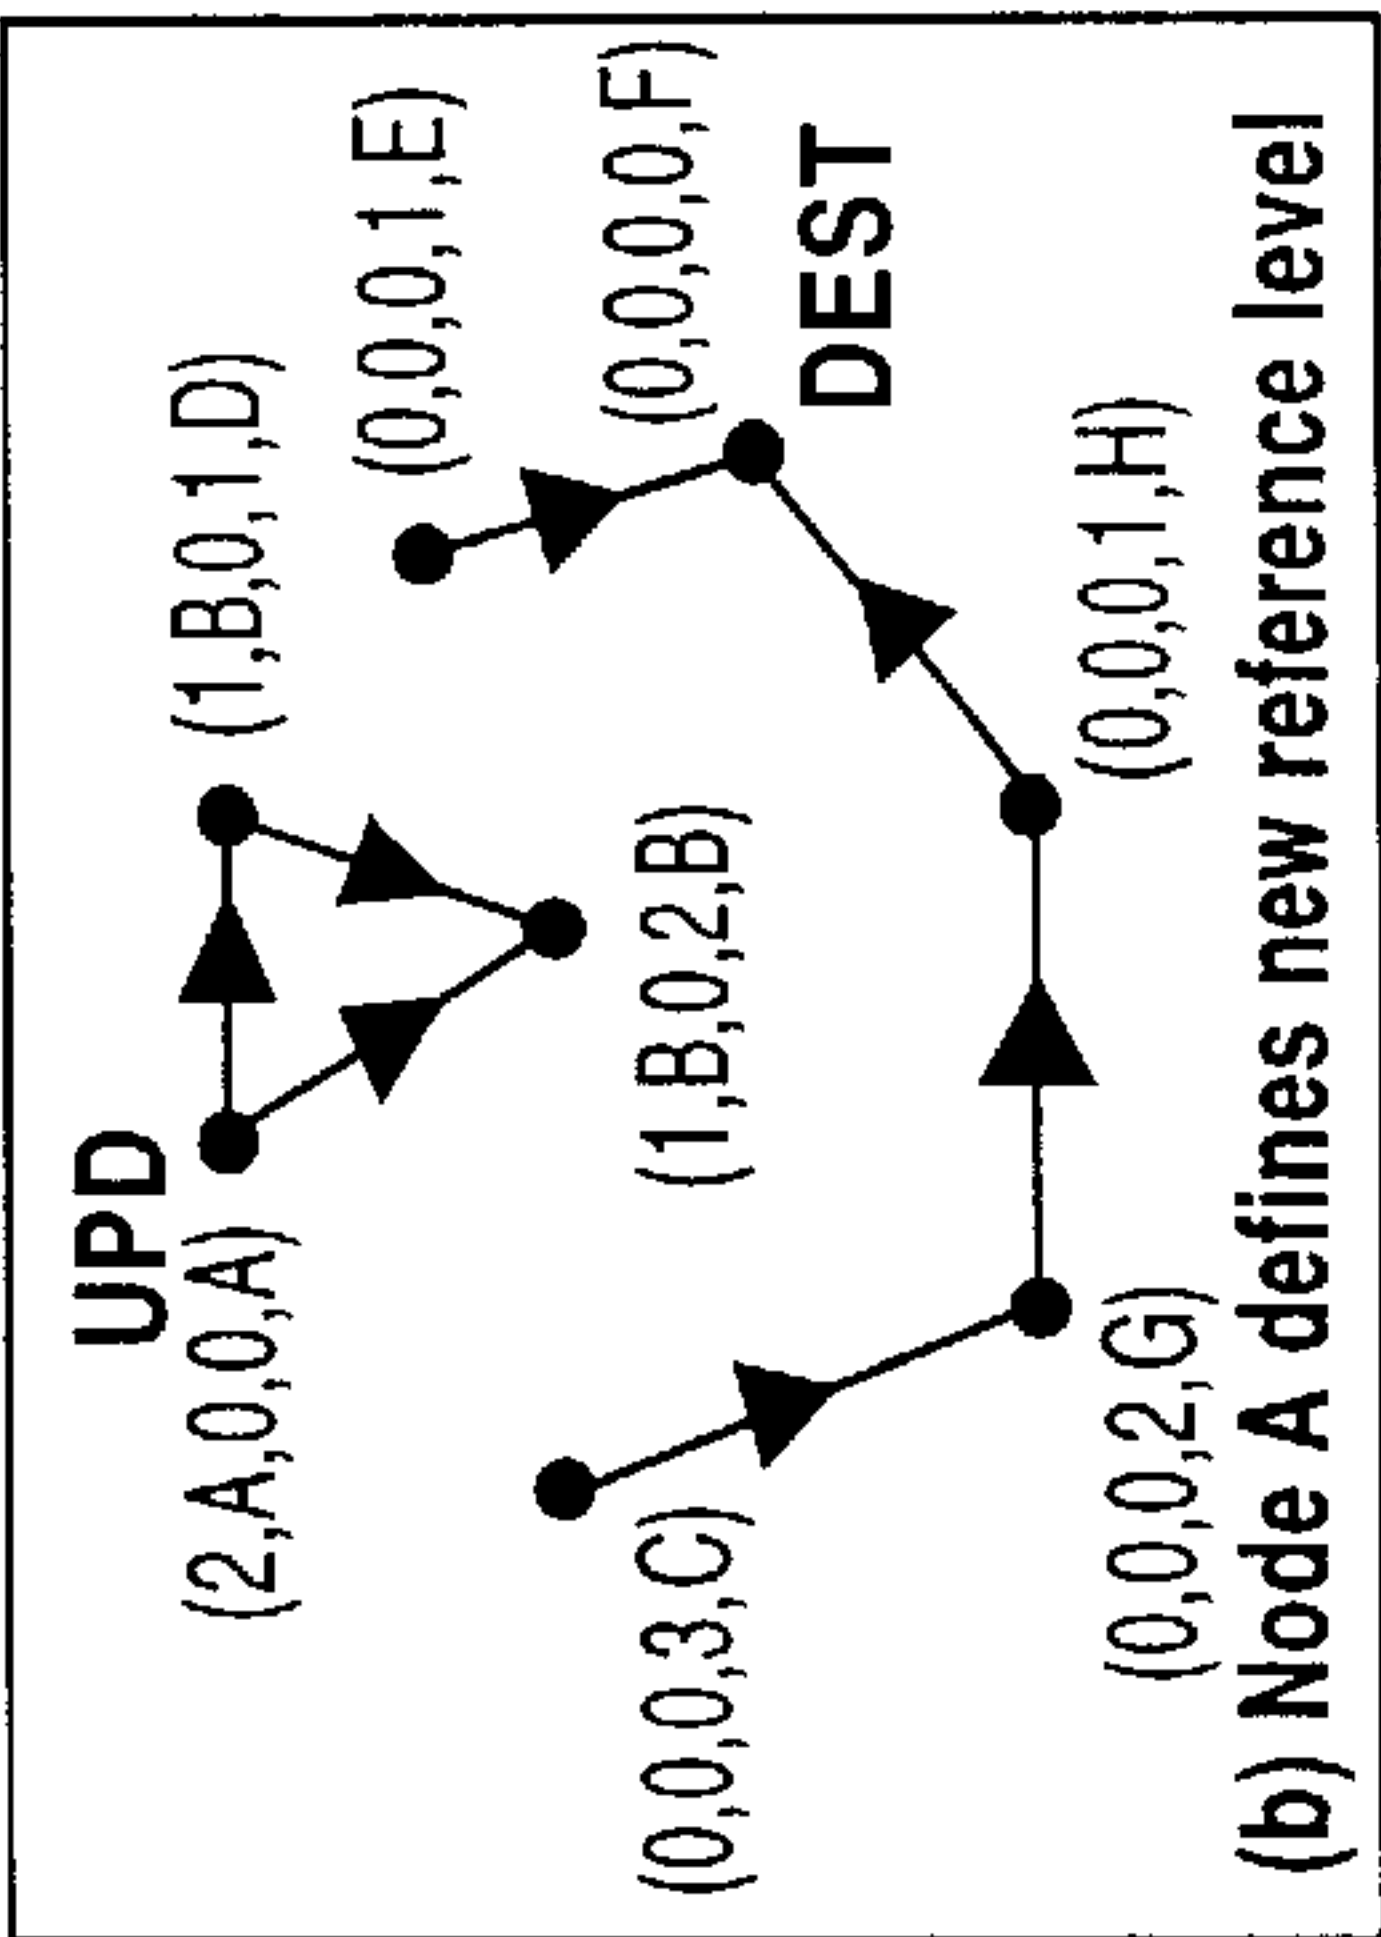 UPD
(2,A,0,0,A)
(1,B,0,1,D)
(0,0,0,1,E)
(0,0,0,3,C)
(1,B,0,2,B)
(0,0,0,0,F)
DEST
(0,0,0,2,G)
(0,0,0,1,H)
(b) Node A defines new reference level